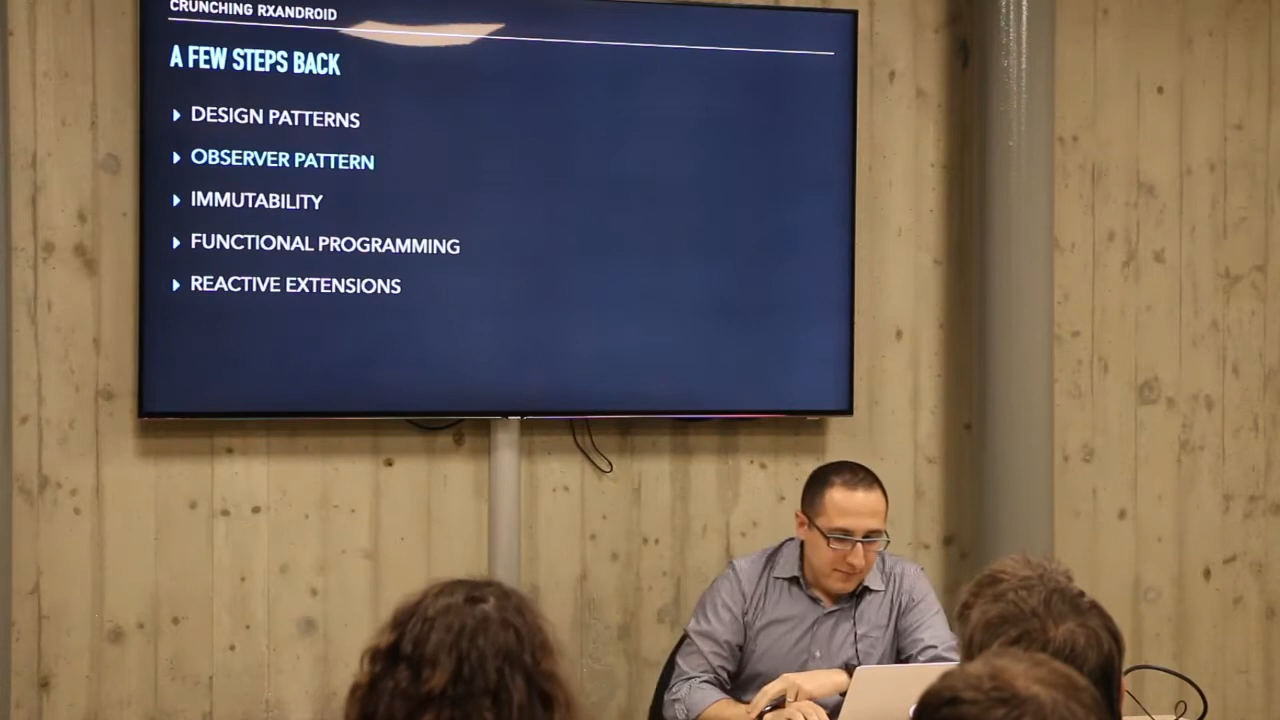 CRUNCHING RXANDROID
A FEW STEPS BACK
DESIGN PATTERNS
OBSERVER PATTERN
IMMUTABILITY
FUNCTIONAL PROGRAMMING
REACTIVE EXTENSIONS